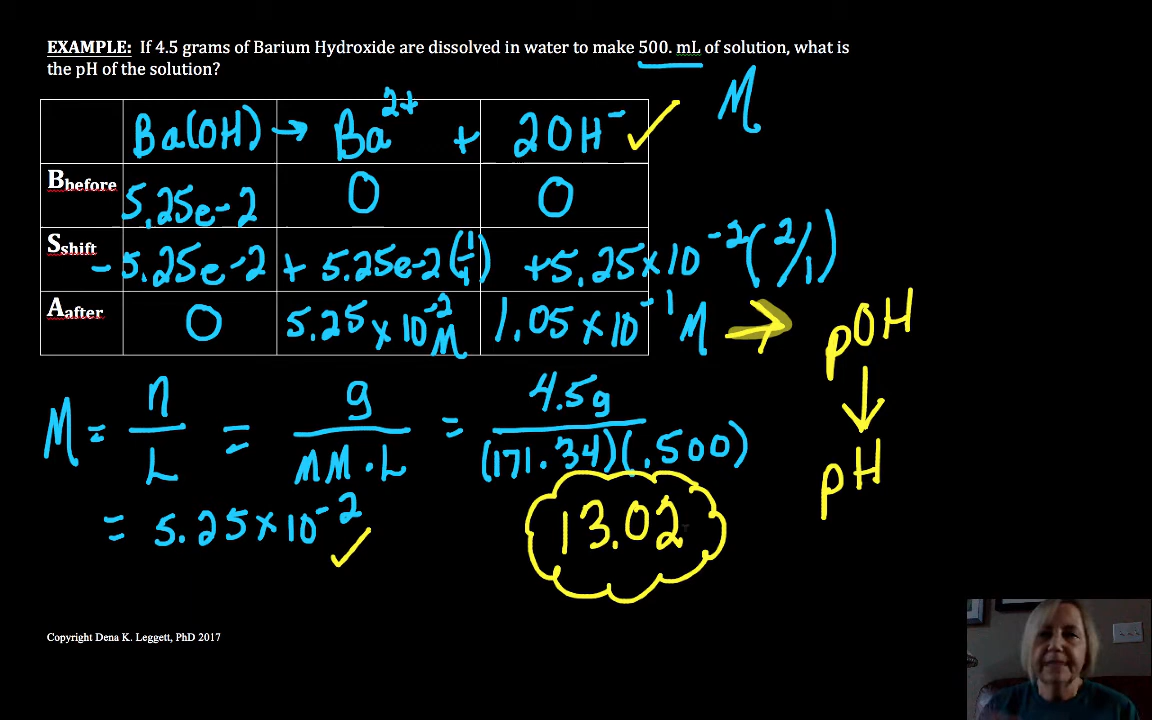 EXAMPLE: If 4.5 grams of Barium Hydroxide are dissolved in water to make 500. mL of solution, what is
the pH of the solution?
M
Ba(OH) → Ba²⁺ + 2OH⁻ ✓
Bbefore 5.25e-2 0 0
Sshift -5.25e-2 + 5.25e-2(1/1) +5.25×10⁻²(2/1)
Aafter 0 5.25×10⁻² M 1.05×10⁻¹ M → pOH
↓
pH
M = n/L = g/MM·L = 4.5g/(171.34)(.500)
= 5.25×10⁻² ✓
13.02
Copyright Dena K. Leggett, PhD 2017